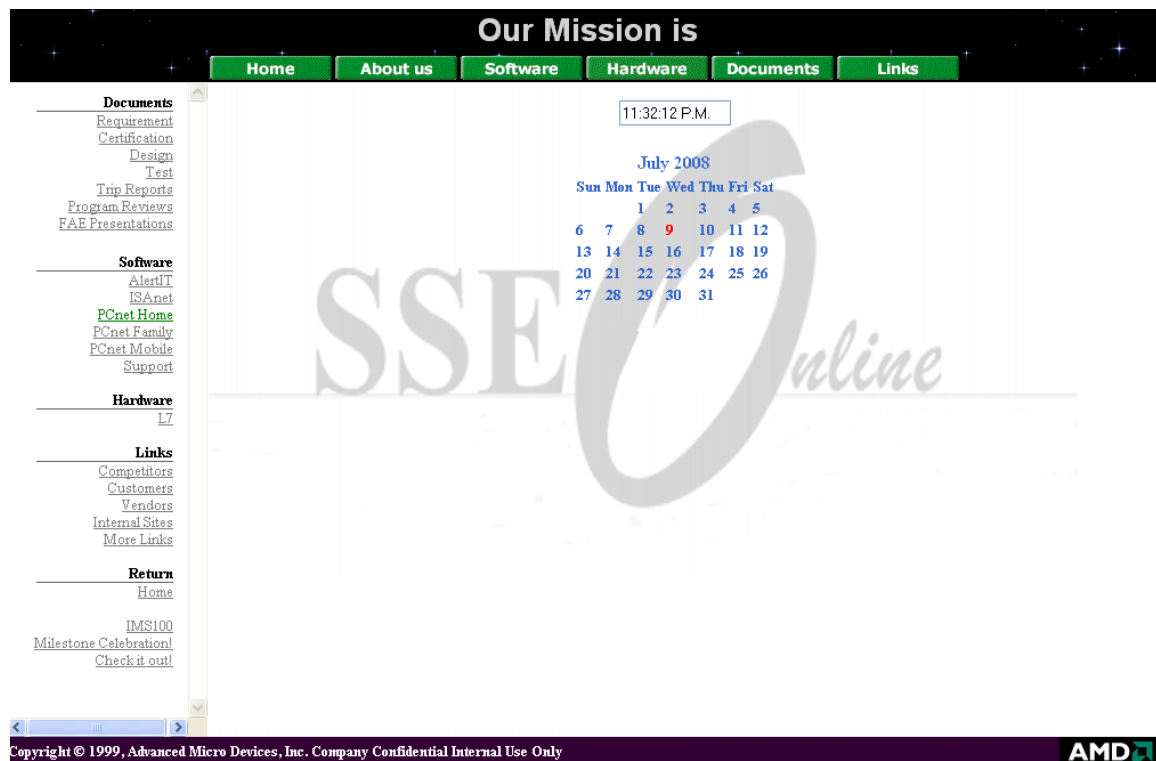 Our Mission is
Home About us Software Hardware Documents Links
Documents
Requirement
Certification
Design
Test
Trip Reports
Program Reviews
FAE Presentations
Software
AlertIT
ISAnet
PCnet Home
PCnet Family
PCnet Mobile
Support
Hardware
L7
Links
Competitors
Customers
Vendors
Internal Sites
More Links
Return
Home
IMS100
Milestone Celebration!
Check it out!
11:32:12 P.M.
July 2008
Sun Mon Tue Wed Thu Fri Sat
1 2 3 4 5
6 7 8 9 10 11 12
13 14 15 16 17 18 19
20 21 22 23 24 25 26
27 28 29 30 31
SSE Online
Copyright © 1999, Advanced Micro Devices, Inc. Company Confidential Internal Use Only
AMD